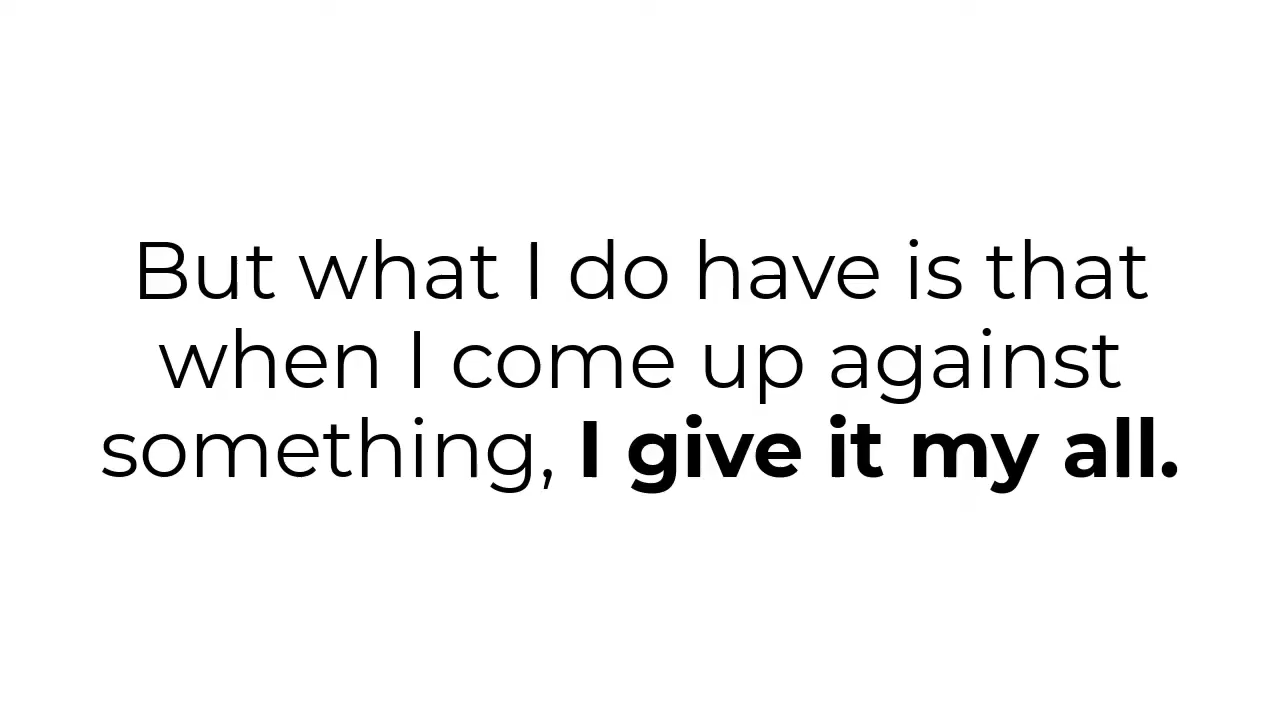 But what I do have is that
when I come up against
something, I give it my all.